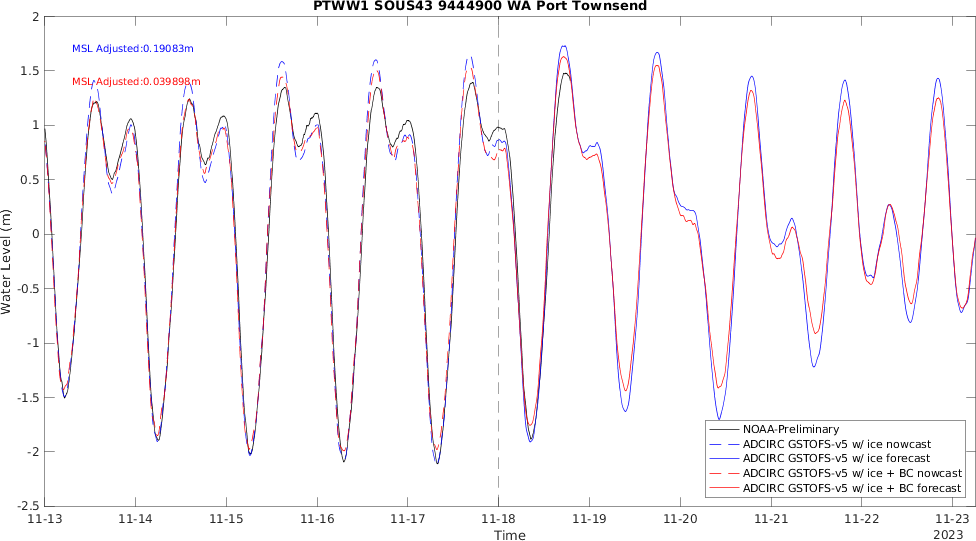 PTWW1 SOUS43 9444900 WA Port Townsend
MSL Adjusted:0.19083m
MSL Adjusted:0.039898m
Water Level (m)
2
1.5
1
0.5
0
-0.5
-1
-1.5
-2
-2.5
NOAA-Preliminary
ADCIRC GSTOFS-v5 w/ ice nowcast
ADCIRC GSTOFS-v5 w/ ice forecast
ADCIRC GSTOFS-v5 w/ ice + BC nowcast
ADCIRC GSTOFS-v5 w/ ice + BC forecast
11-13 11-14 11-15 11-16 11-17 11-18 11-19 11-20 11-21 11-22 11-23
Time
2023